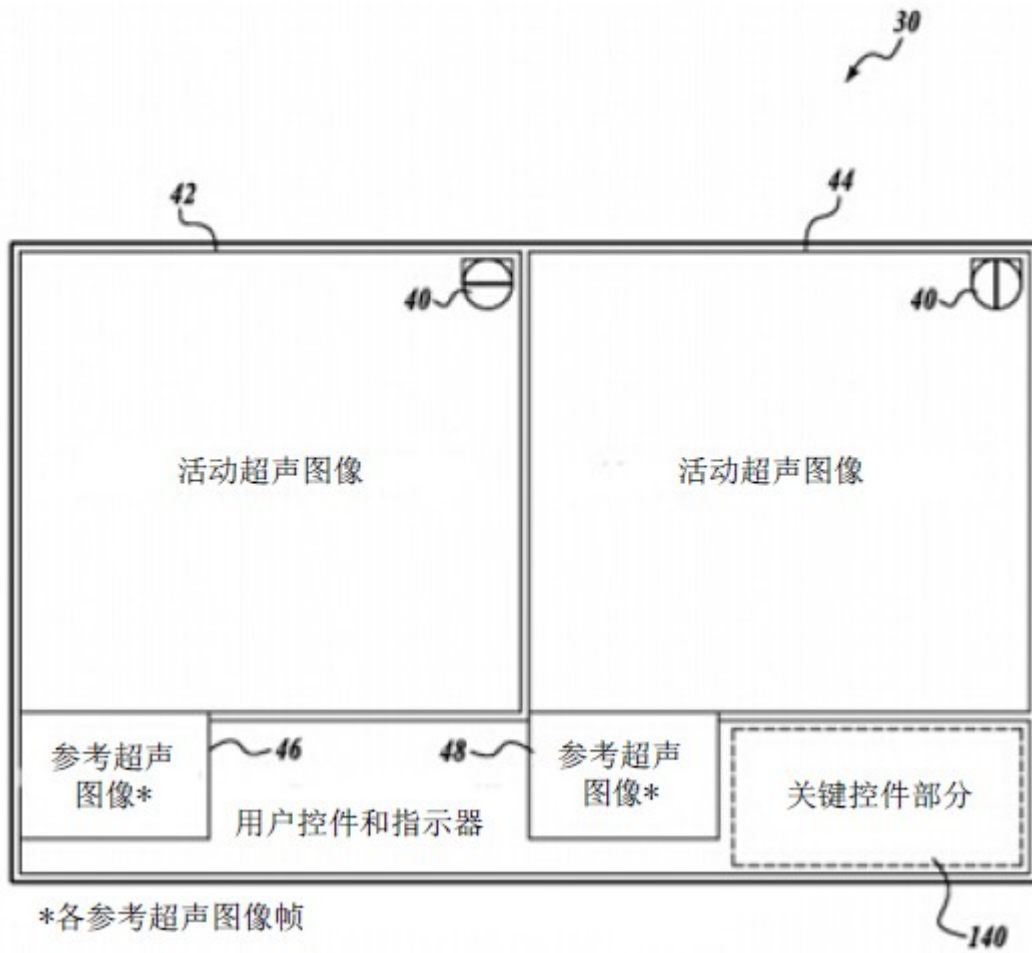 30
42
44
40
40
活动超声图像
活动超声图像
参考超声
图像*
46
48
参考超声
图像*
关键控件部分
用户控件和指示器
*各参考超声图像帧
140